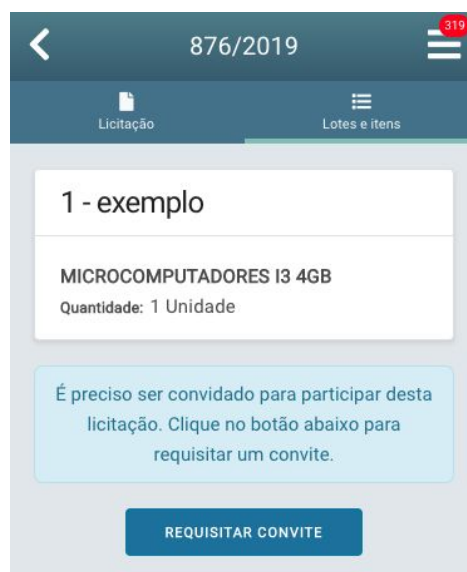 876/2019
319
Licitação
Lotes e itens
1 - exemplo
MICROCOMPUTADORES I3 4GB
Quantidade: 1 Unidade
É preciso ser convidado para participar desta
licitação. Clique no botão abaixo para
requisitar um convite.
REQUISITAR CONVITE